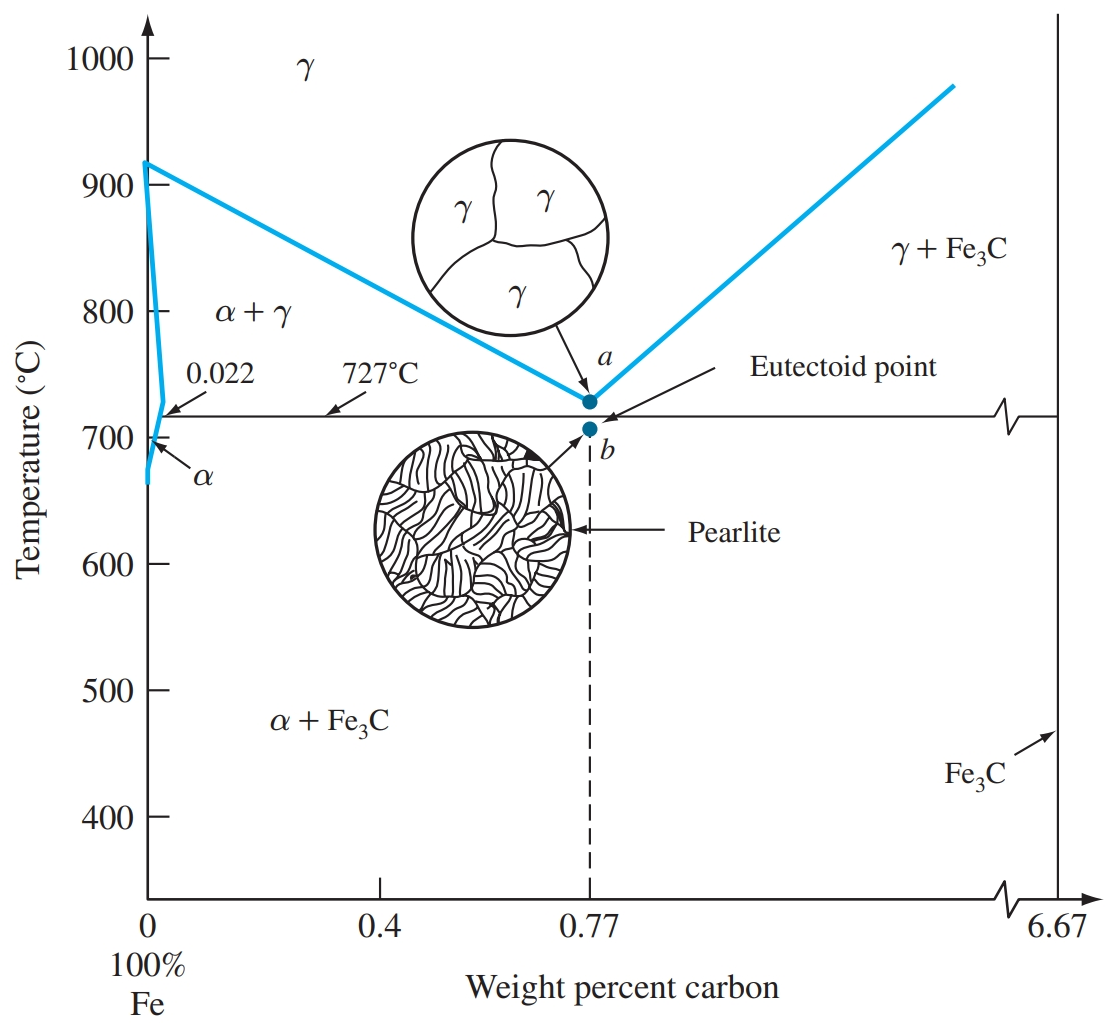 1000
γ
900
γ
γ
γ
γ + Fe₃C
800
α + γ
a
0.022
727°C
Eutectoid point
700
b
α
Pearlite
600
Temperature (°C)
500
α + Fe₃C
Fe₃C
400
0
0.4
0.77
6.67
100%
Fe
Weight percent carbon